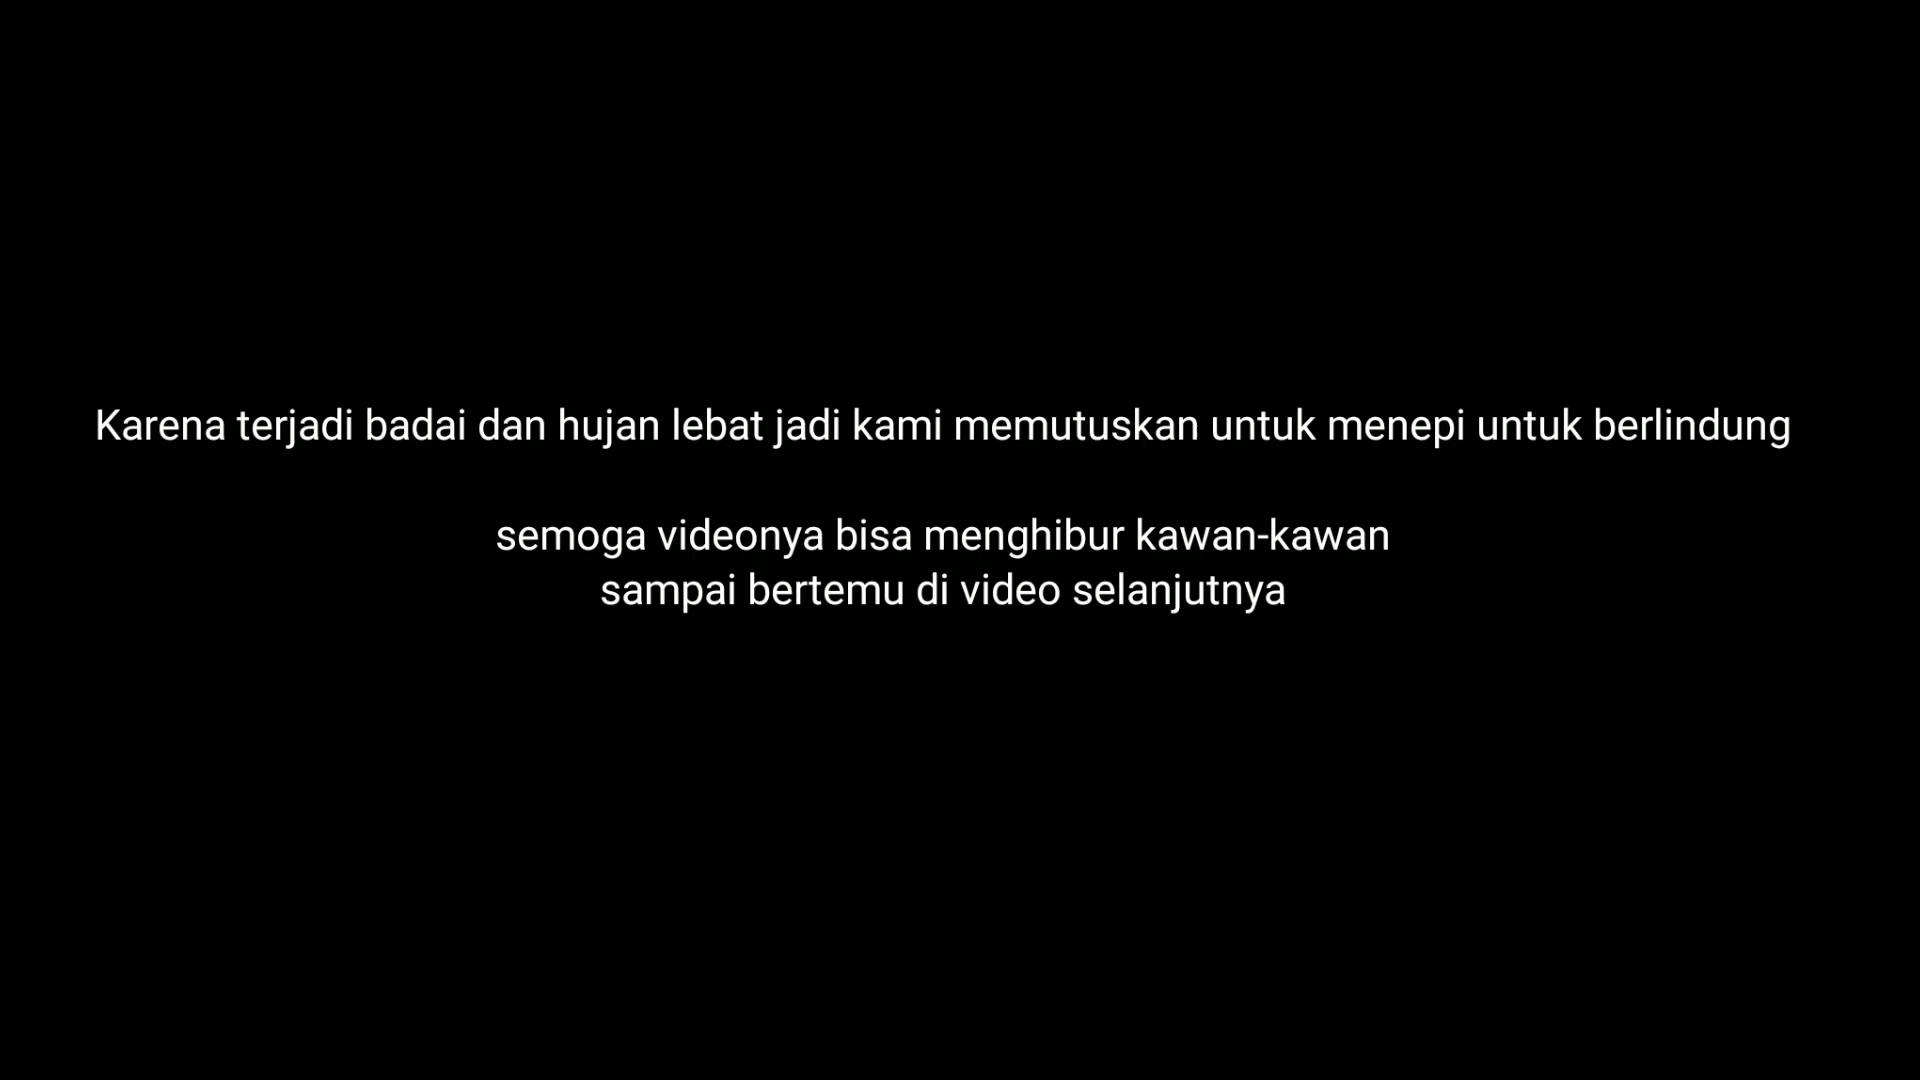 Karena terjadi badai dan hujan lebat jadi kami memutuskan untuk menepi untuk berlindung
semoga videonya bisa menghibur kawan-kawan
sampai bertemu di video selanjutnya